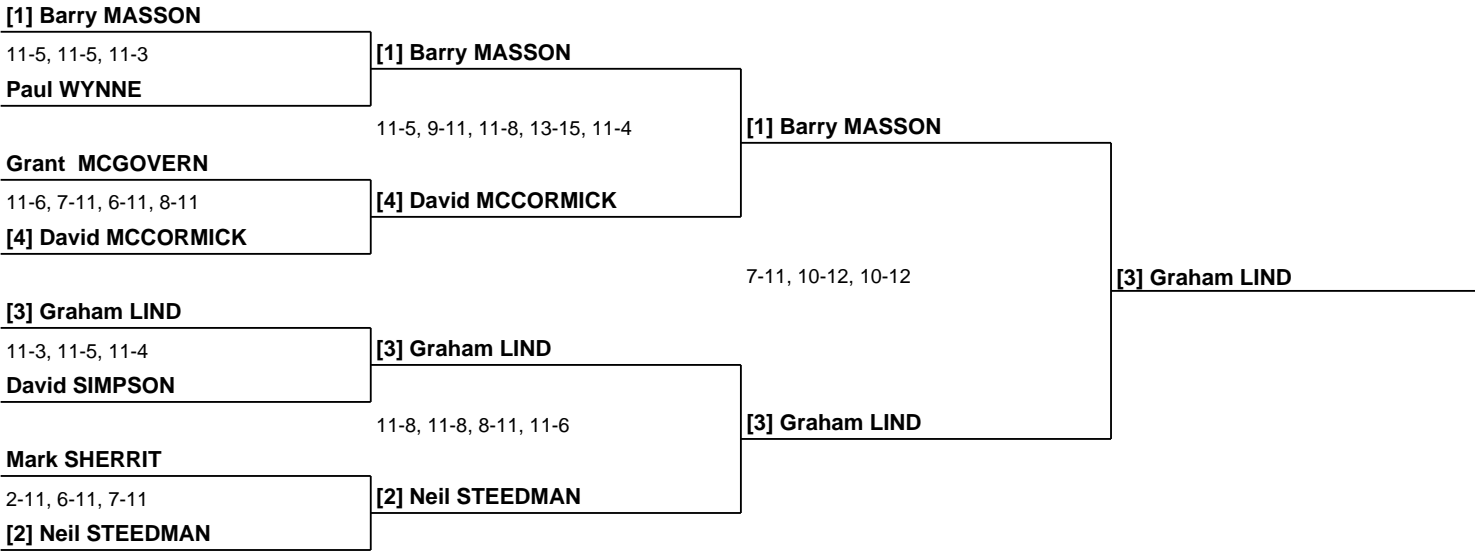 [1] Barry MASSON
11-5, 11-5, 11-3
Paul WYNNE
Grant  MCGOVERN
11-6, 7-11, 6-11, 8-11
[4] David MCCORMICK
[3] Graham LIND
11-3, 11-5, 11-4
David SIMPSON
Mark SHERRIT
2-11, 6-11, 7-11
[2] Neil STEEDMAN
[1] Barry MASSON
11-5, 9-11, 11-8, 13-15, 11-4
[4] David MCCORMICK
[3] Graham LIND
11-8, 11-8, 8-11, 11-6
[2] Neil STEEDMAN
[1] Barry MASSON
7-11, 10-12, 10-12
[3] Graham LIND
[3] Graham LIND